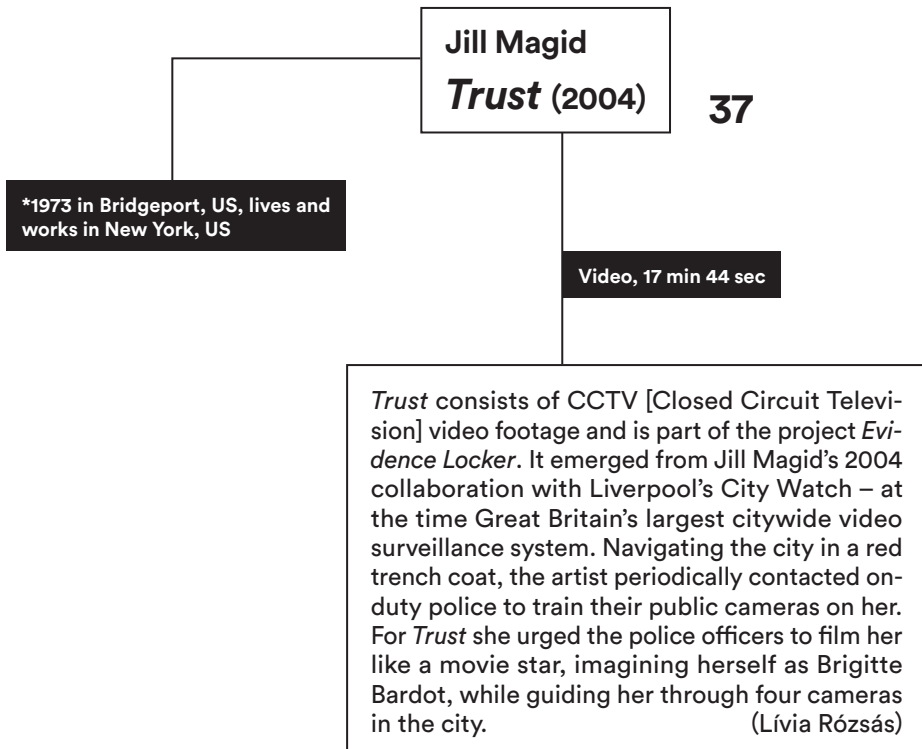 Jill Magid
Trust (2004)
37
*1973 in Bridgeport, US, lives and
works in New York, US
Video, 17 min 44 sec
Trust consists of CCTV [Closed Circuit Televi-
sion] video footage and is part of the project Evi-
dence Locker. It emerged from Jill Magid's 2004
collaboration with Liverpool's City Watch – at
the time Great Britain's largest citywide video
surveillance system. Navigating the city in a red
trench coat, the artist periodically contacted on-
duty police to train their public cameras on her.
For Trust she urged the police officers to film her
like a movie star, imagining herself as Brigitte
Bardot, while guiding her through four cameras
in the city. (Lívia Rózsás)